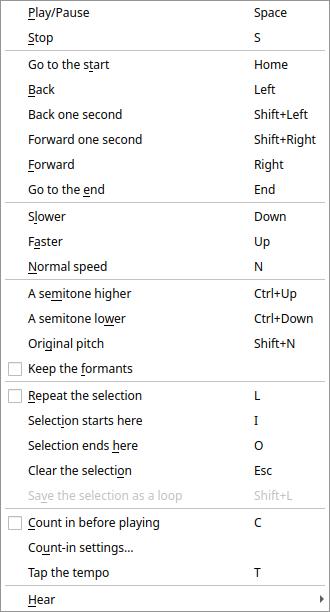 Play/Pause Space
Stop S
Go to the start Home
Back Left
Back one second Shift+Left
Forward one second Shift+Right
Forward Right
Go to the end End
Slower Down
Faster Up
Normal speed N
A semitone higher Ctrl+Up
A semitone lower Ctrl+Down
Original pitch Shift+N
Keep the formants
Repeat the selection L
Selection starts here I
Selection ends here O
Clear the selection Esc
Save the selection as a loop Shift+L
Count in before playing C
Count-in settings...
Tap the tempo T
Hear